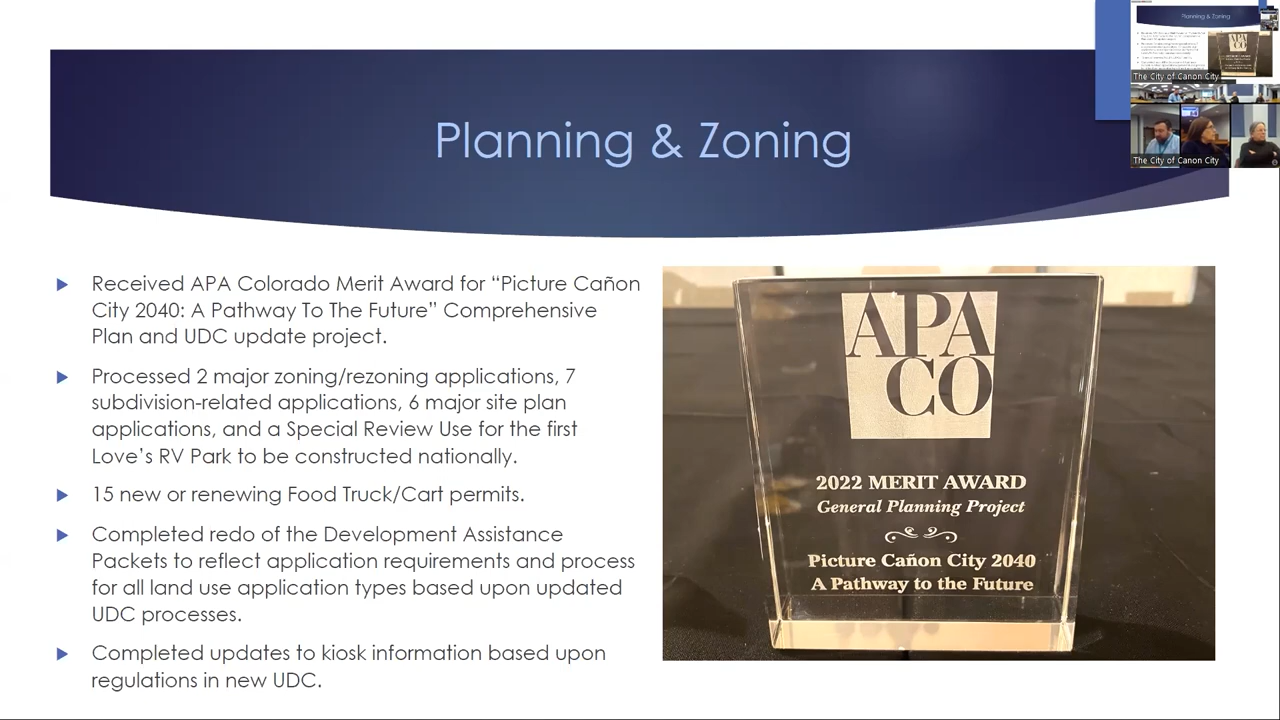 Planning & Zoning
The City of Canon City
The City of Canon City
Planning & Zoning
Received APA Colorado Merit Award for “Picture Cañon
City 2040: A Pathway To The Future” Comprehensive
Plan and UDC update project.
Processed 2 major zoning/rezoning applications, 7
subdivision-related applications, 6 major site plan
applications, and a Special Review Use for the first
Love’s RV Park to be constructed nationally.
15 new or renewing Food Truck/Cart permits.
Completed redo of the Development Assistance
Packets to reflect application requirements and process
for all land use application types based upon updated
UDC processes.
Completed updates to kiosk information based upon
regulations in new UDC.
APA
CO
2022 MERIT AWARD
General Planning Project
Picture Cañon City 2040
A Pathway to the Future